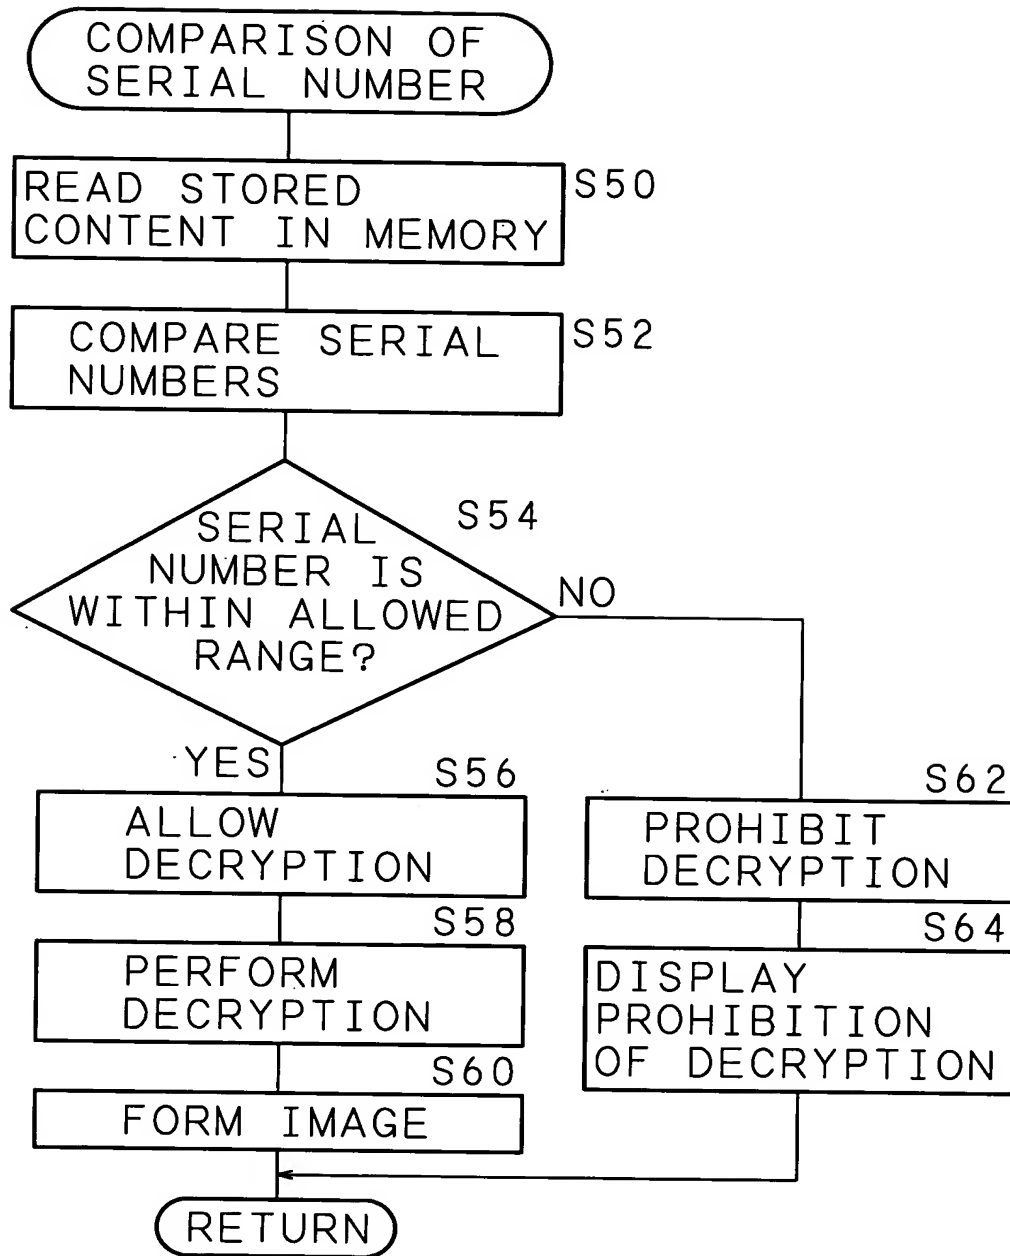 COMPARISON OF
SERIAL NUMBER
READ STORED
CONTENT IN MEMORY
S50
COMPARE SERIAL
NUMBERS
S52
S54
SERIAL
NUMBER IS
WITHIN ALLOWED
RANGE?
NO
YES
S56
ALLOW
DECRYPTION
S58
PERFORM
DECRYPTION
S60
FORM IMAGE
S62
PROHIBIT
DECRYPTION
S64
DISPLAY
PROHIBITION
OF DECRYPTION
RETURN